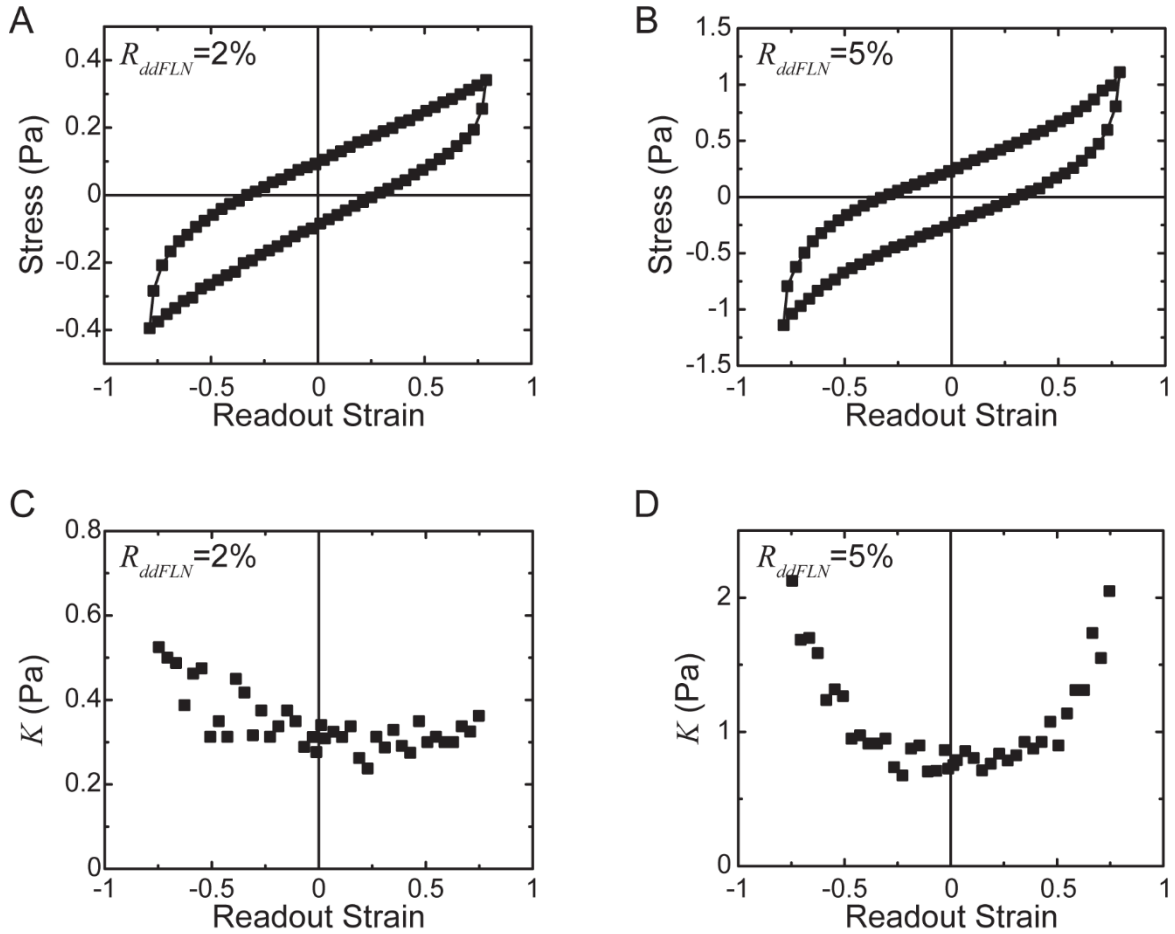 A
R_ddFLN=2%
0.4
0.2
0
-0.2
-0.4
Stress (Pa)
-1
-0.5
0
0.5
1
Readout Strain
B
R_ddFLN=5%
1.5
1
0.5
0
-0.5
-1
-1.5
Stress (Pa)
-1
-0.5
0
0.5
1
Readout Strain
C
R_ddFLN=2%
0.8
0.6
0.4
0.2
0
K (Pa)
-1
-0.5
0
0.5
1
Readout Strain
D
R_ddFLN=5%
2
1
0
K (Pa)
-1
-0.5
0
0.5
1
Readout Strain